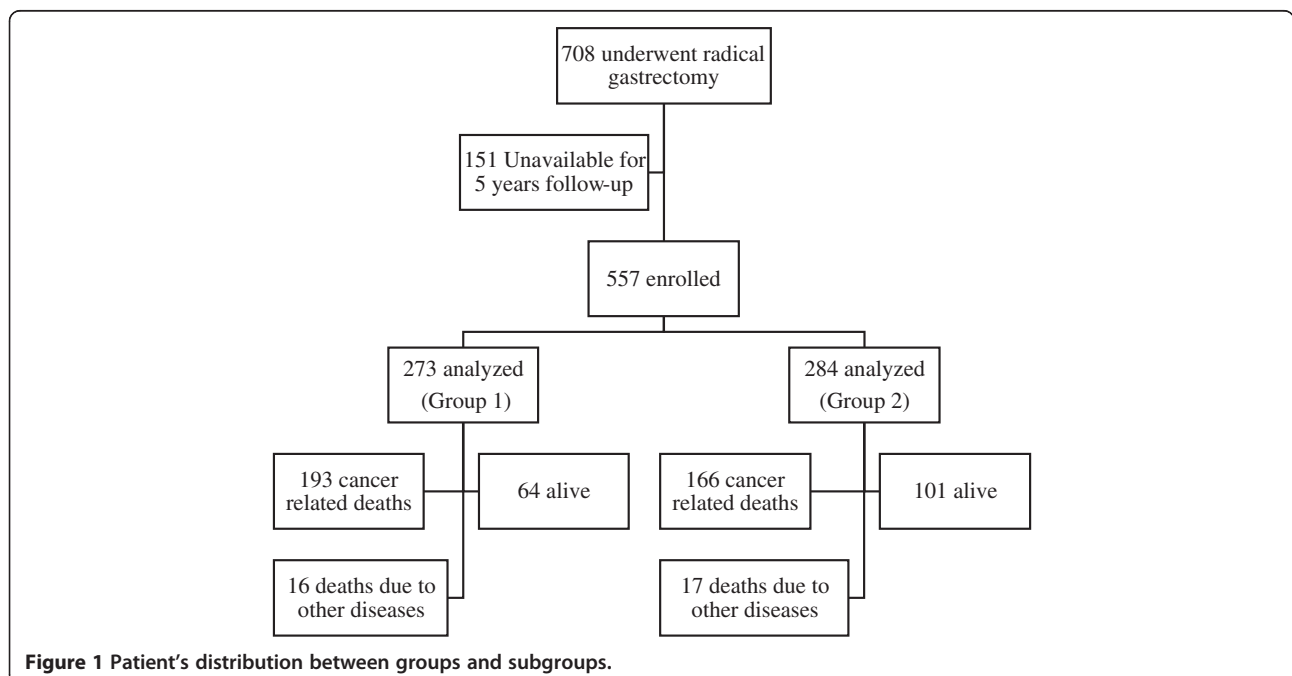 708 underwent radical
gastrectomy
151 Unavailable for
5 years follow-up
557 enrolled
273 analyzed
(Group 1)
284 analyzed
(Group 2)
193 cancer
related deaths
64 alive
166 cancer
related deaths
101 alive
16 deaths due to
other diseases
17 deaths due to
other diseases
Figure 1 Patient's distribution between groups and subgroups.